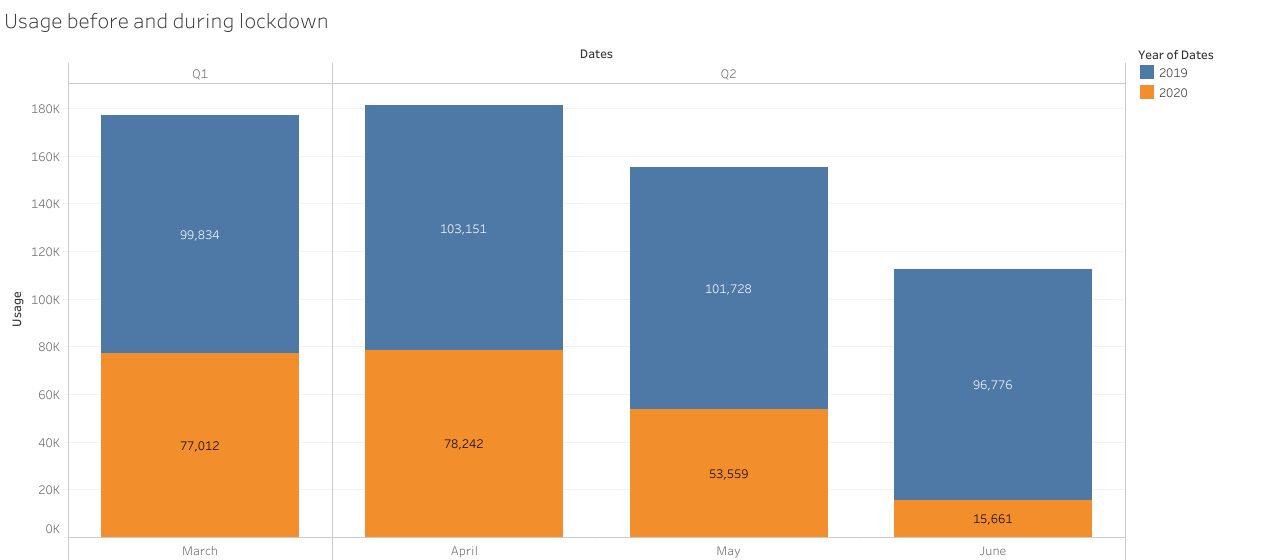 Usage before and during lockdown
Dates
Year of Dates
Q1
Q2
2019
2020
180K
160K
140K
120K
100K
80K
60K
40K
20K
0K
Usage
99,834
103,151
101,728
96,776
77,012
78,242
53,559
15,661
March
April
May
June